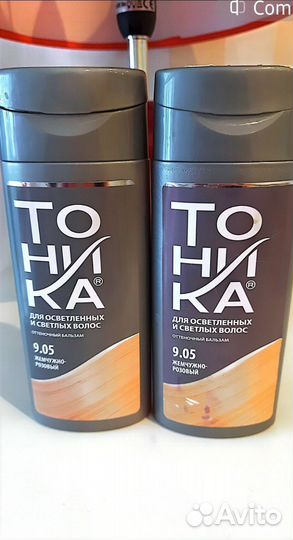 Com
ТО
НИ
КА®
ДЛЯ ОСВЕТЛЕННЫХ
И СВЕТЛЫХ ВОЛОС
ОТТЕНОЧНЫЙ БАЛЬЗАМ
9.05
ЖЕМЧУЖНО-
РОЗОВЫЙ
ТО
НИ
КА®
ДЛЯ ОСВЕТЛЕННЫХ
И СВЕТЛЫХ ВОЛОС
ОТТЕНОЧНЫЙ БАЛЬЗАМ
9.05
ЖЕМЧУЖНО-
РОЗОВЫЙ
Avito